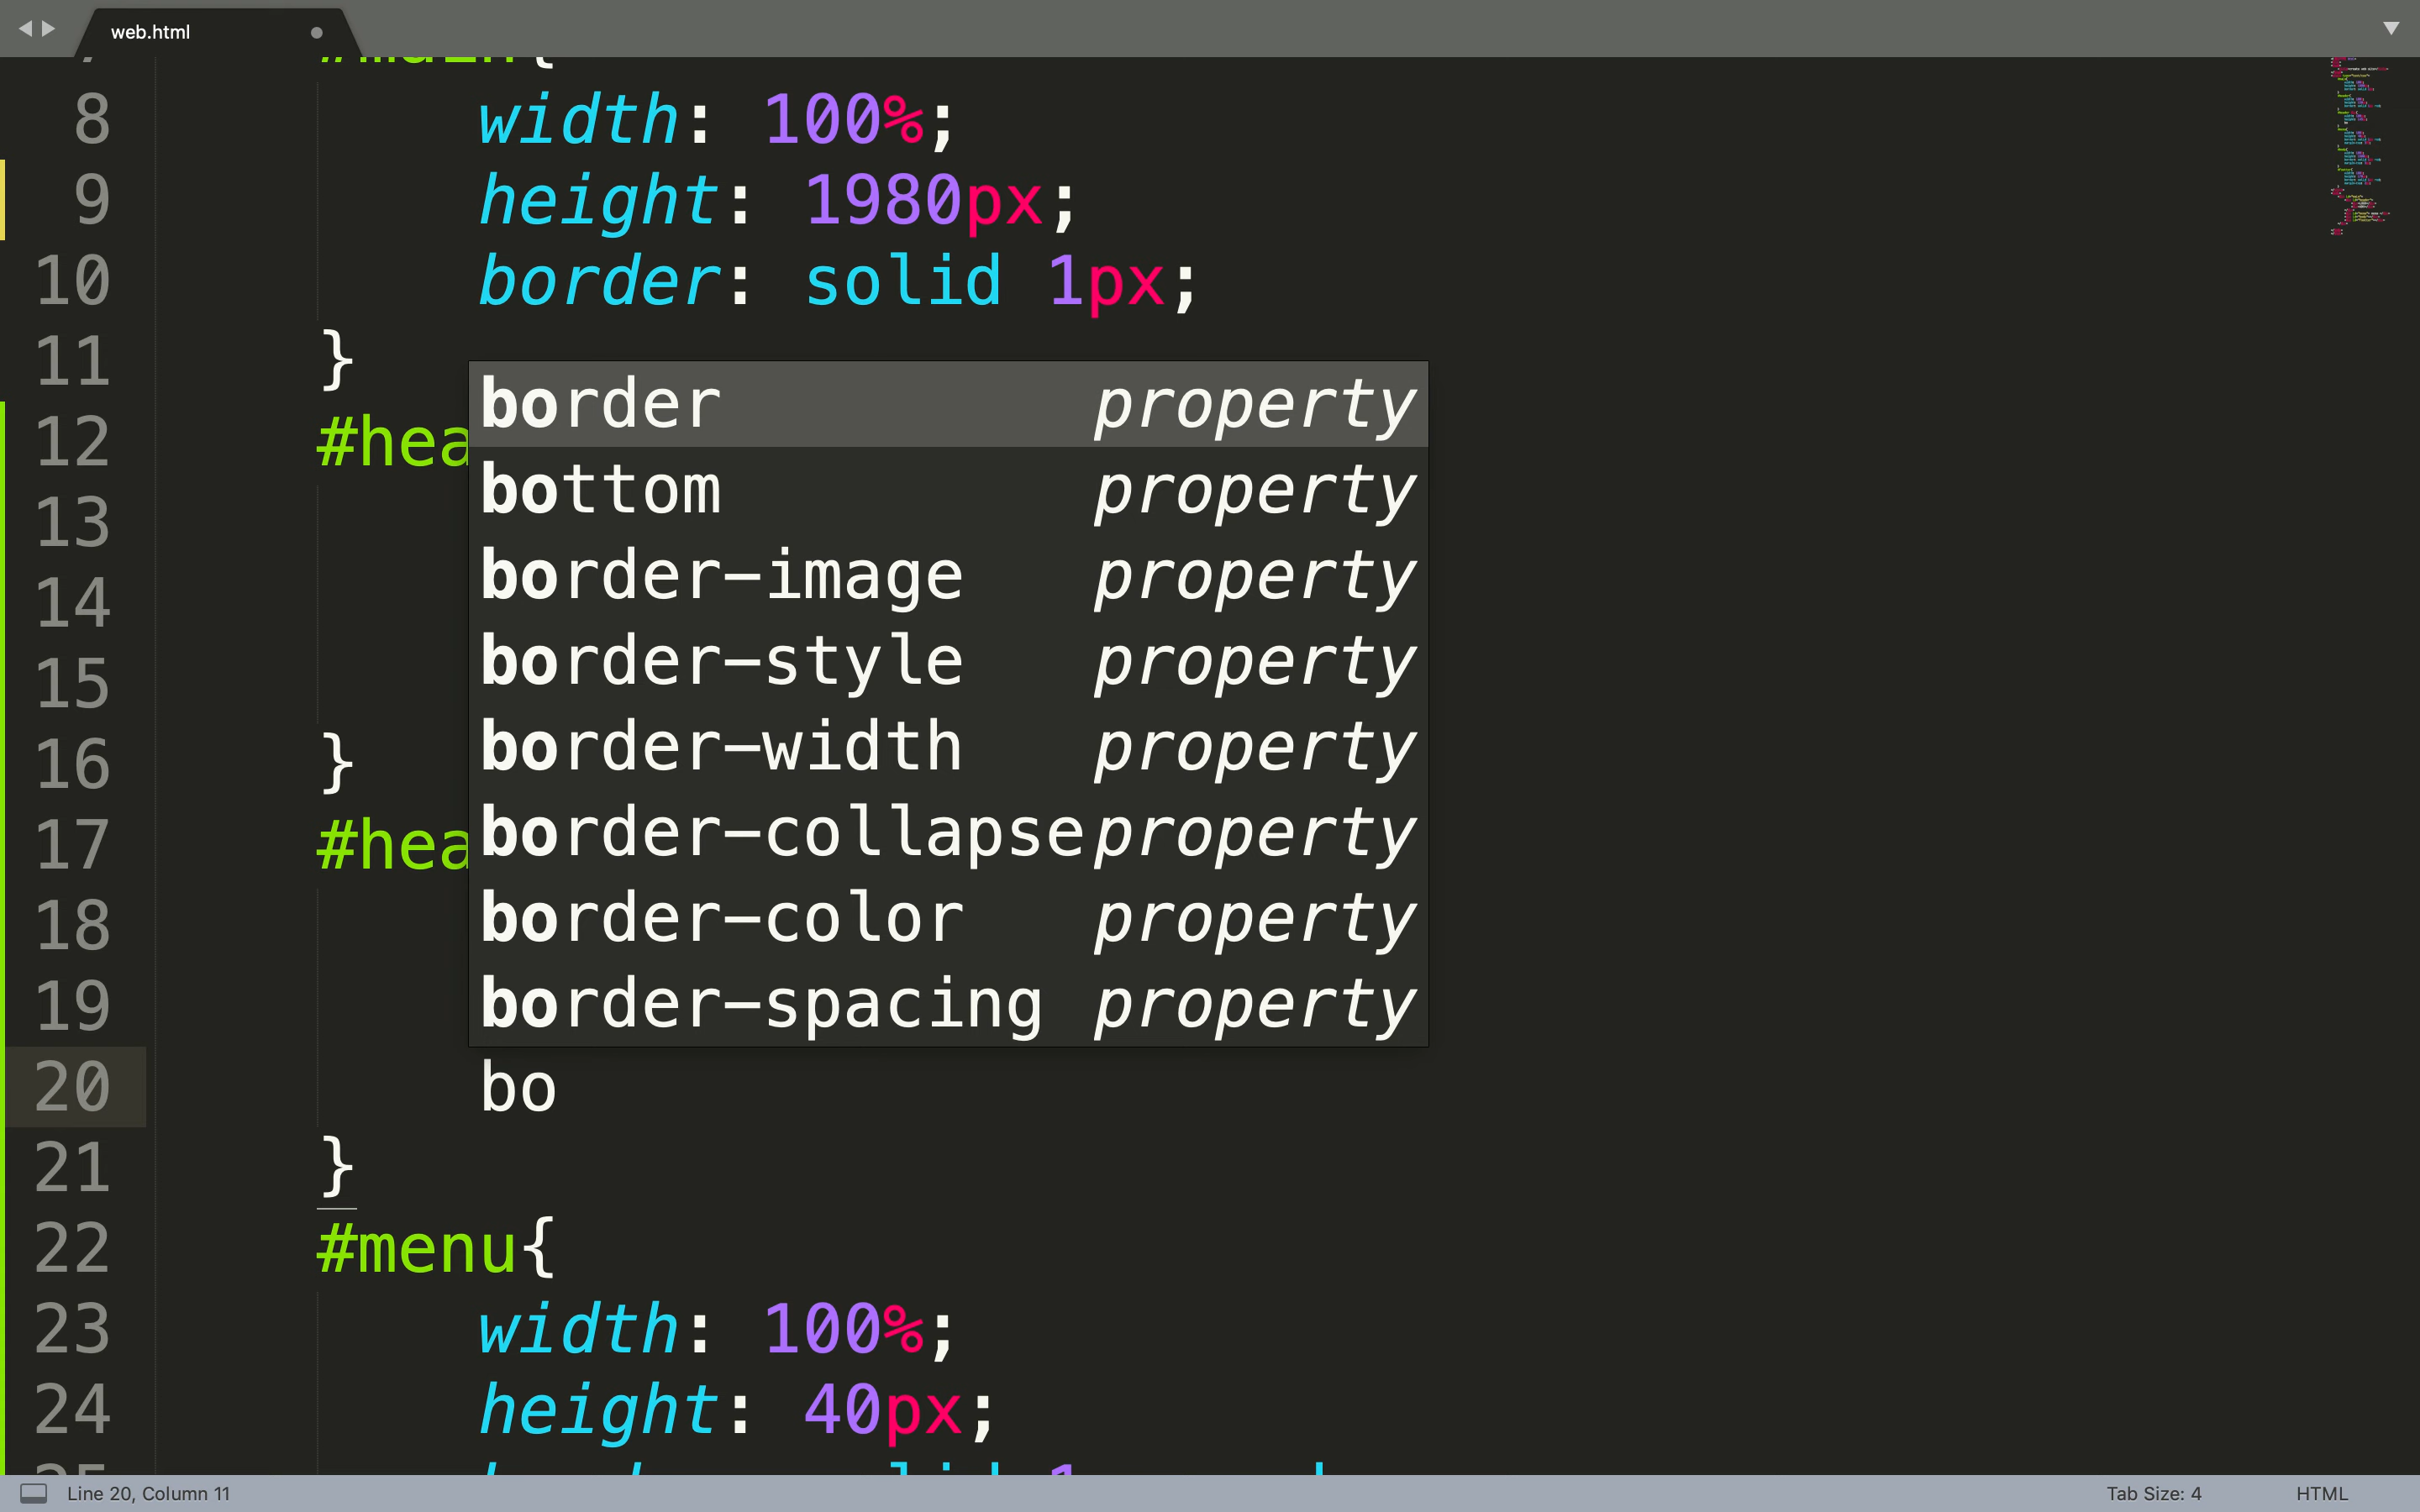 web.html
#main{
8 width: 100%;
9 height: 1980px;
10 border: solid 1px;
11 }
border property
12 #hea
bottom property
13
border-image property
14
border-style property
15
border-width property
16 }
border-collapse property
17 #hea
border-color property
18
border-spacing property
19
20 bo
21 }
22 #menu{
23 width: 100%;
24 height: 40px;
25
Line 20, Column 11
Tab Size: 4
HTML